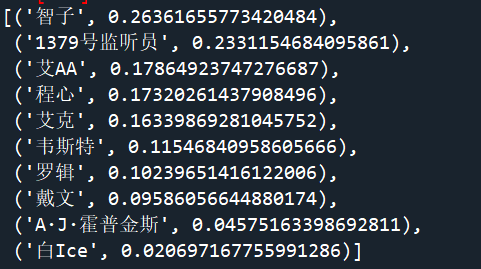 [('智子', 0.26361655773420484),
('1379号监听员', 0.2331154684095861),
('艾AA', 0.17864923747276687),
('程心', 0.17320261437908496),
('艾克', 0.16339869281045752),
('韦斯特', 0.11546840958605666),
('罗辑', 0.10239651416122006),
('戴文', 0.09586056644880174),
('A·J·霍普金斯', 0.04575163398692811),
('白Ice', 0.020697167755991286)]